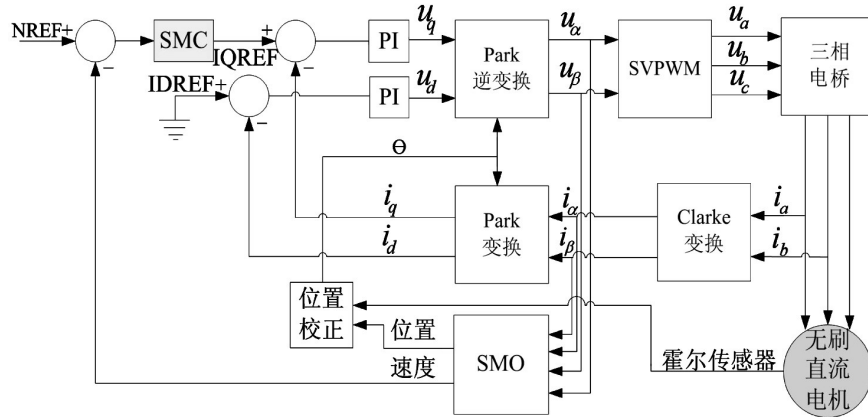 NREF+
SMC
IQREF
+
PI
u_q
Park
逆变换
u_α
u_β
SVPWM
u_a
u_b
u_c
三相
电桥
IDREF+
PI
u_d
θ
i_q
i_d
Park
变换
i_α
i_β
Clarke
变换
i_a
i_b
位置
校正
位置
速度
SMO
霍尔传感器
无刷
直流
电机